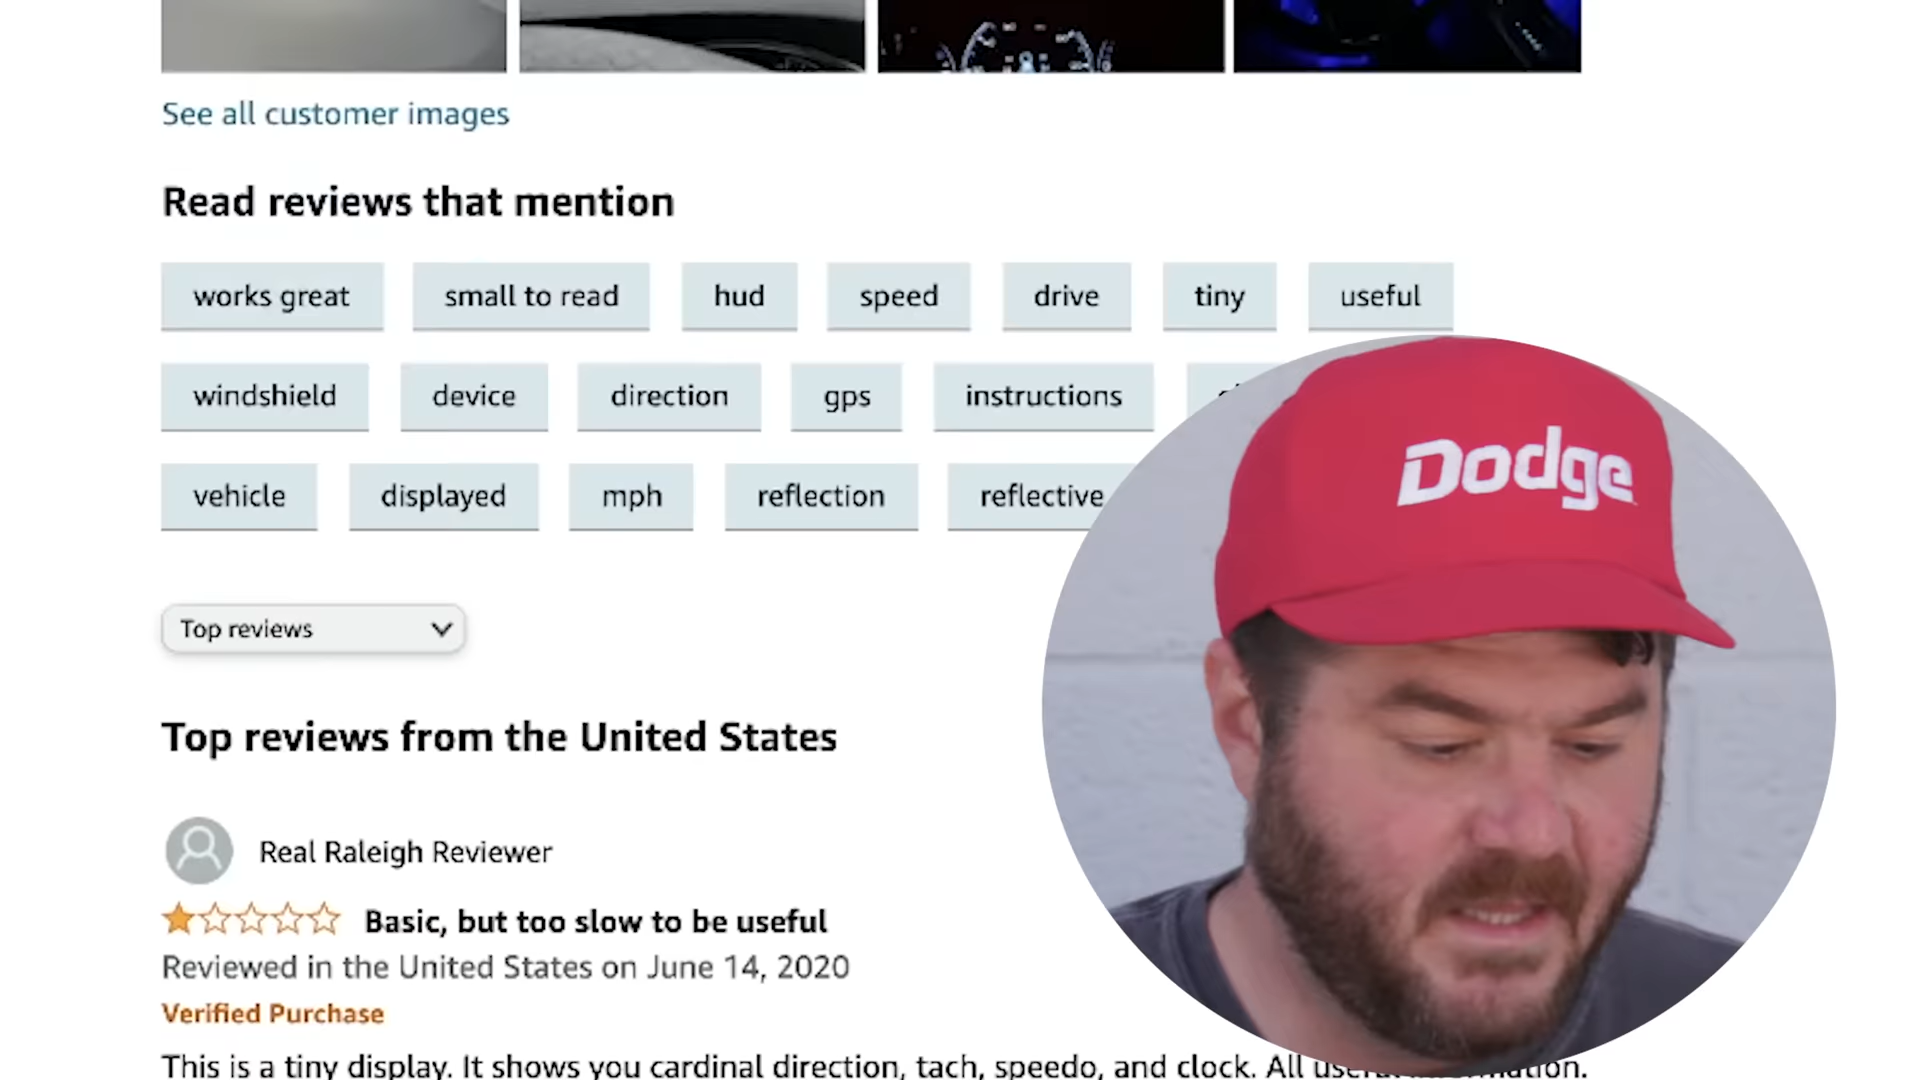 See all customer images
Read reviews that mention
works great small to read hud speed drive tiny useful
windshield device direction gps instructions
vehicle displayed mph reflection reflective
Dodge
Top reviews
Top reviews from the United States
Real Raleigh Reviewer
Basic, but too slow to be useful
Reviewed in the United States on June 14, 2020
Verified Purchase
This is a tiny display. It shows you cardinal direction, tach, speedo, and clock. All useful information.